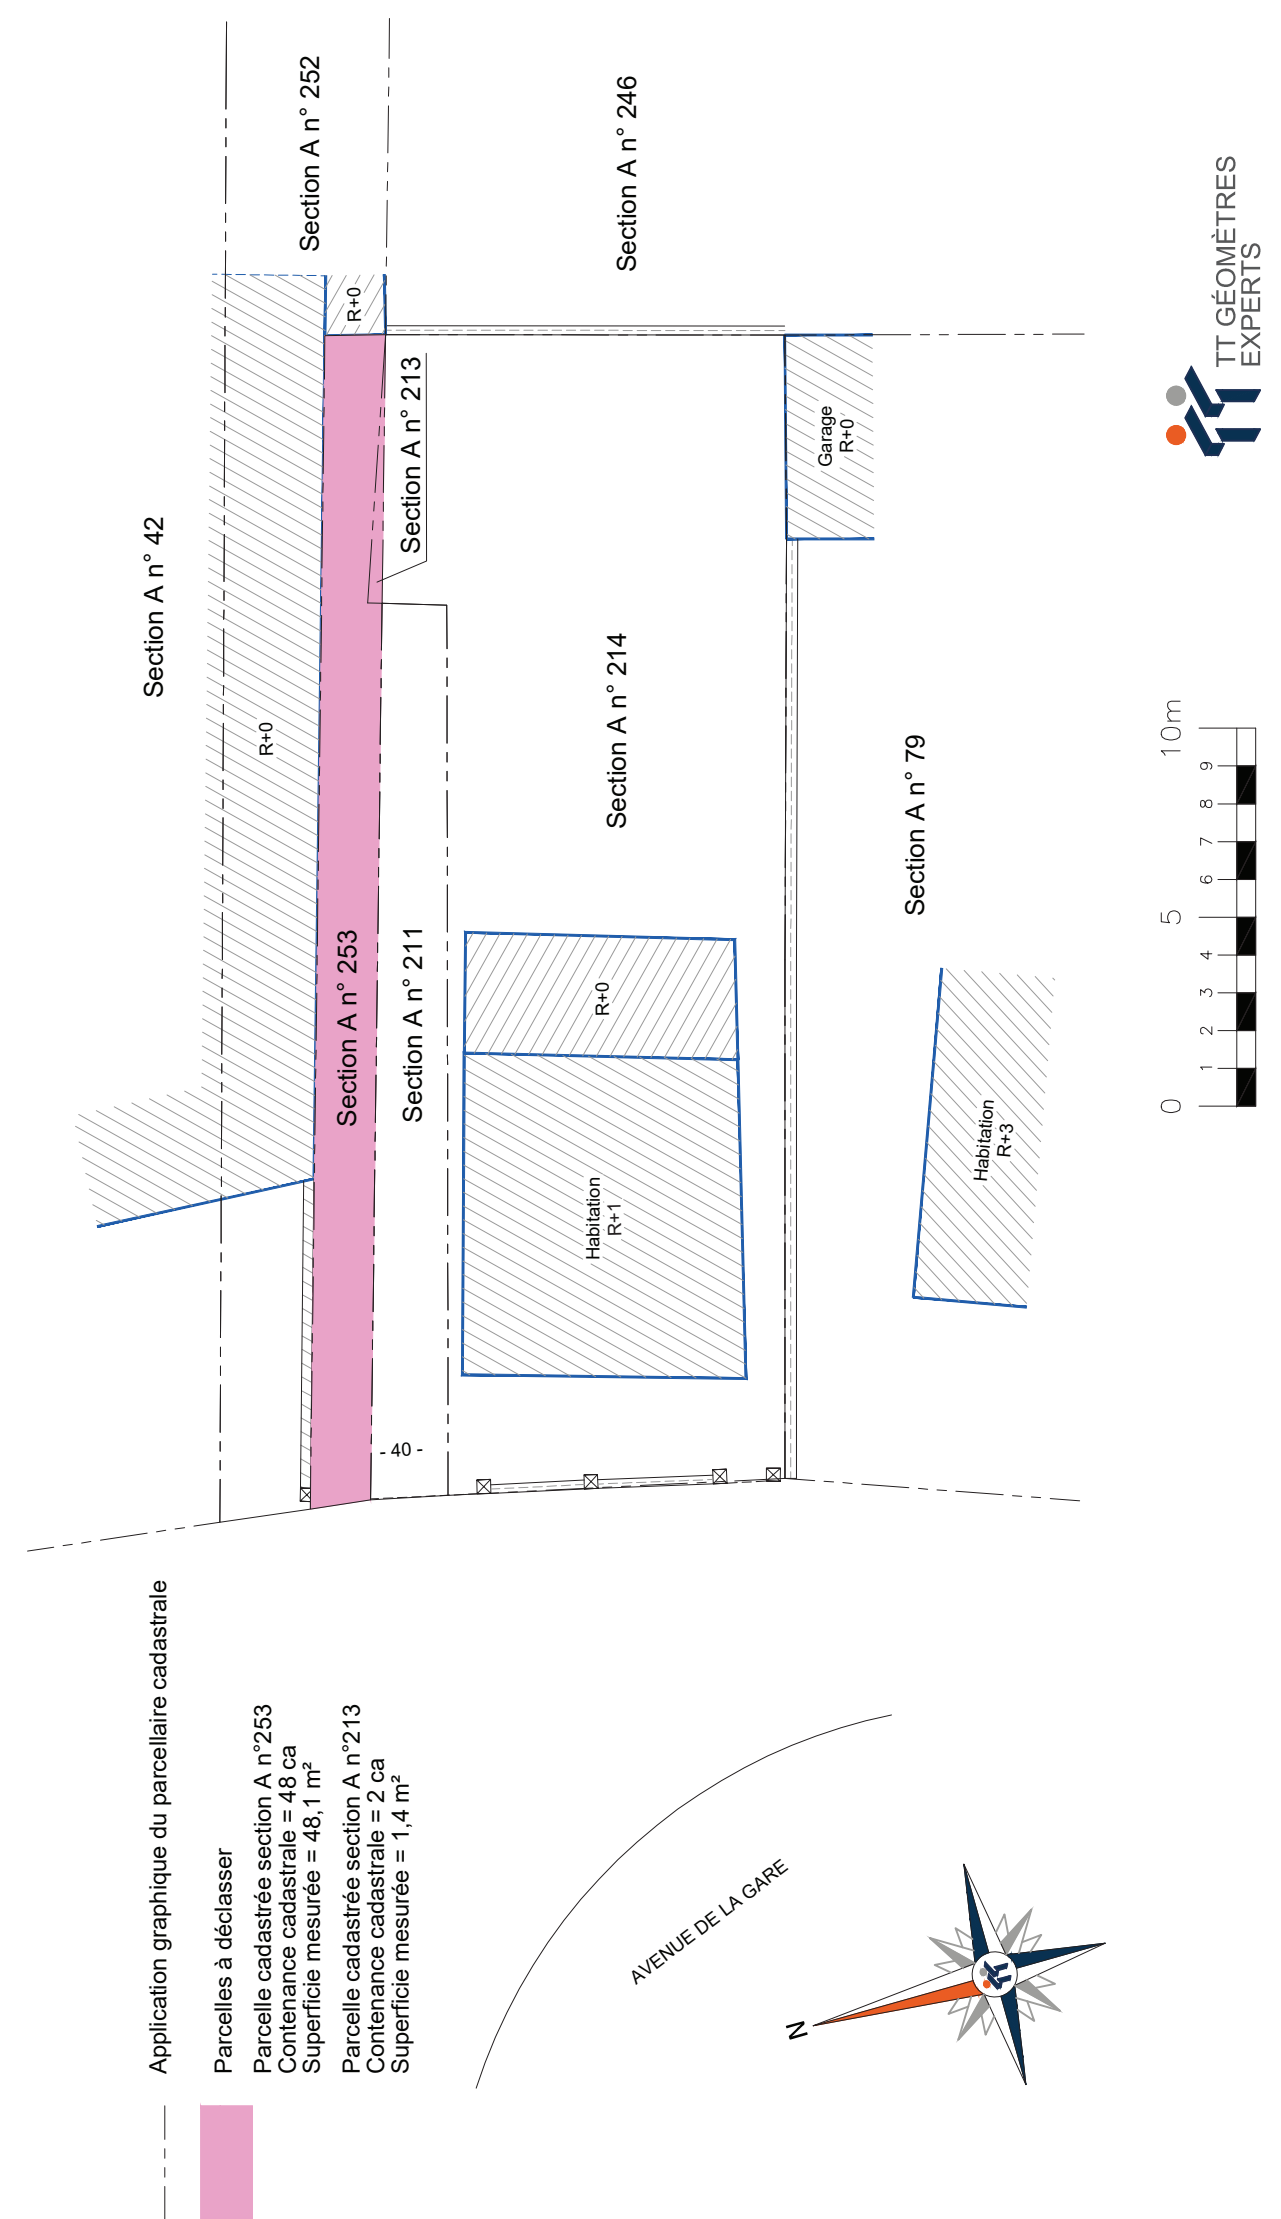 Section A n° 42
Section A n° 252
Section A n° 246
R+0
R+0
Section A n° 213
Garage
R+0
Section A n° 253
Section A n° 211
Section A n° 214
Section A n° 79
R+0
Habitation
R+1
Habitation
R+3
- 40 -
Application graphique du parcellaire cadastrale
Parcelles à déclasser
Parcelle cadastrée section A n°253
Contenance cadastrale = 48 ca
Superficie mesurée = 48,1 m²
Parcelle cadastrée section A n°213
Contenance cadastrale = 2 ca
Superficie mesurée = 1,4 m²
AVENUE DE LA GARE
N
0 1 2 3 4 5 6 7 8 9 10m
TT GÉOMÈTRES
EXPERTS